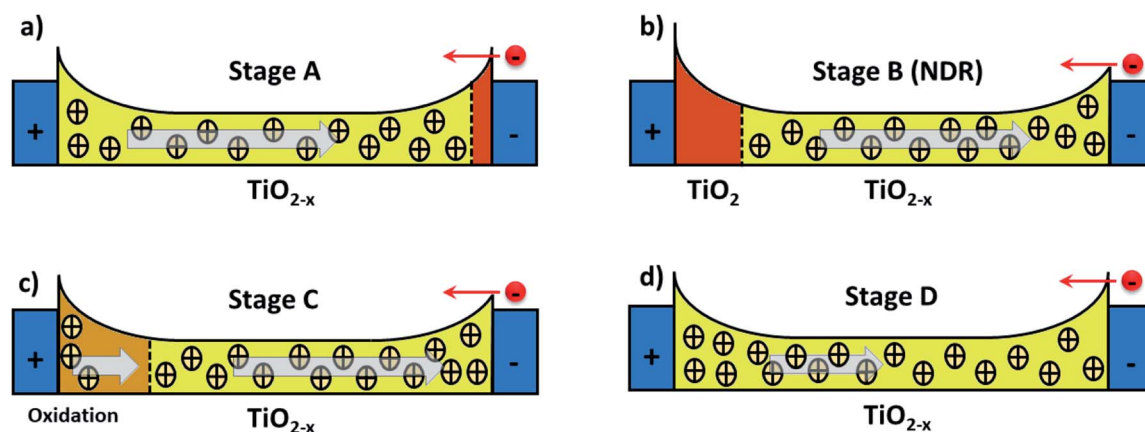 a)
Stage A
+
-
-
TiO2-x
b)
Stage B (NDR)
+
-
-
TiO2
TiO2-x
c)
Stage C
+
-
-
Oxidation
TiO2-x
d)
Stage D
+
-
-
TiO2-x